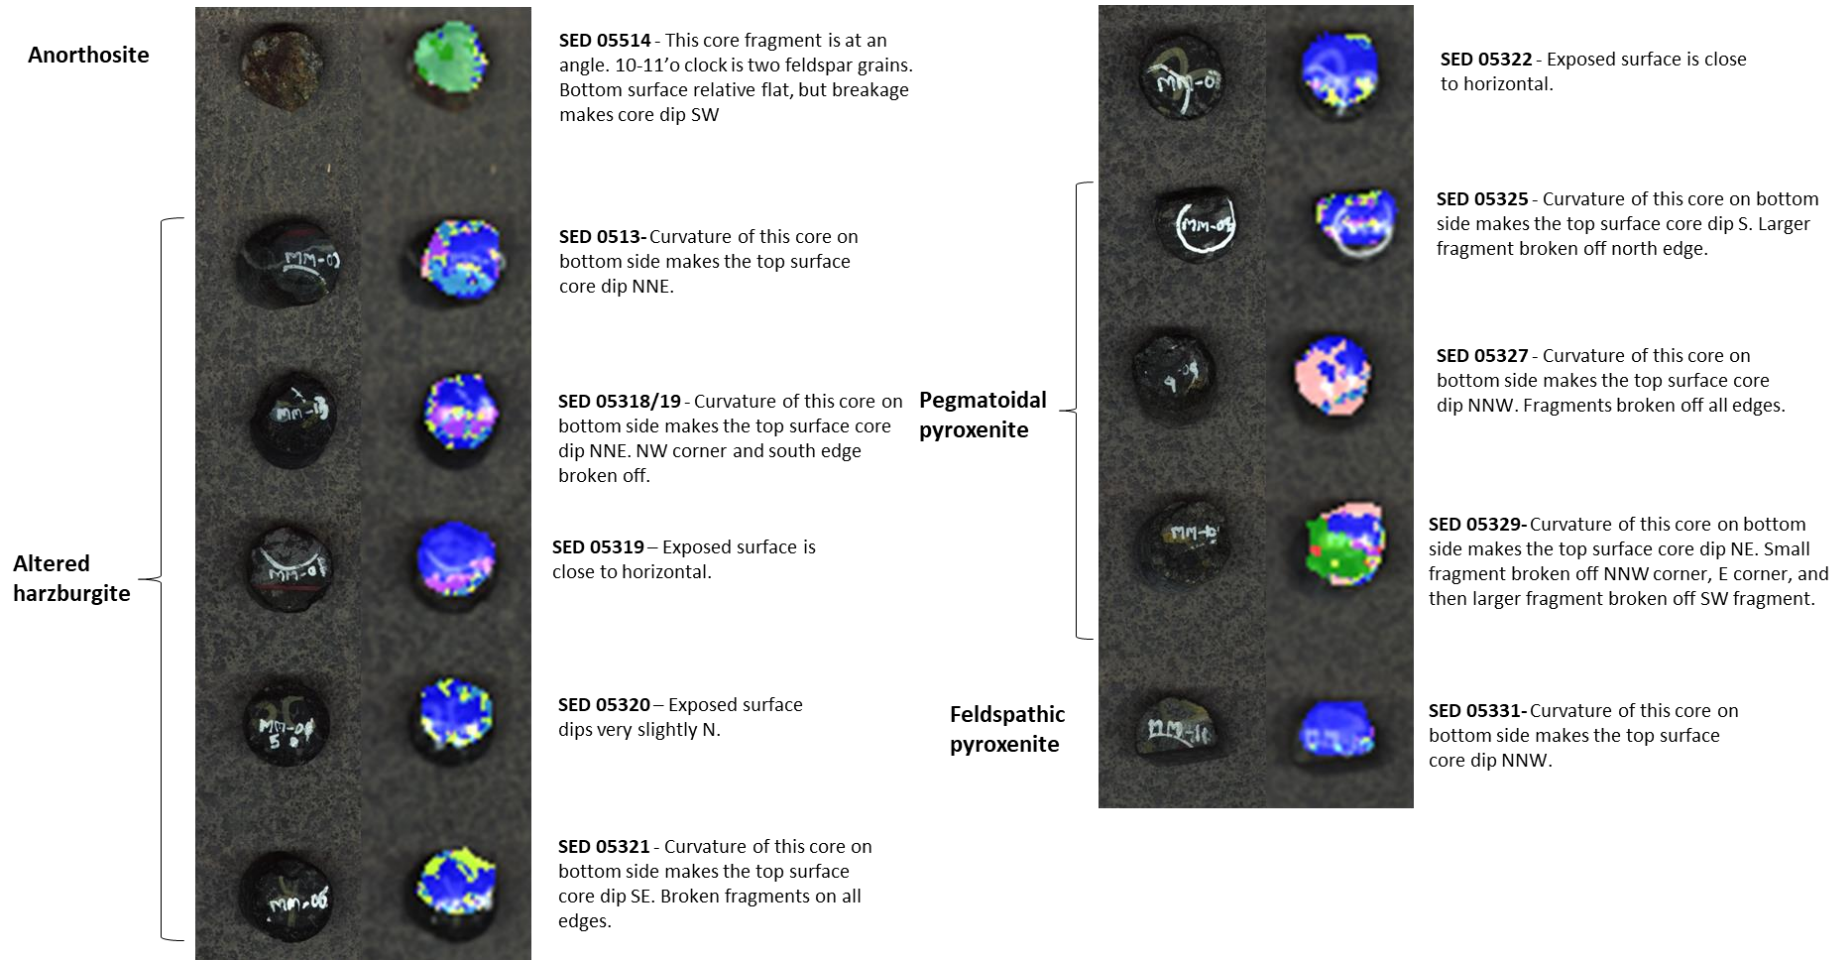 Anorthosite
SED 05514 - This core fragment is at an
angle. 10-11'o clock is two feldspar grains.
Bottom surface relative flat, but breakage
makes core dip SW
Altered
harzburgite
SED 0513- Curvature of this core on
bottom side makes the top surface
core dip NNE.
SED 05318/19 - Curvature of this core on
bottom side makes the top surface core
dip NNE. NW corner and south edge
broken off.
SED 05319 – Exposed surface is
close to horizontal.
SED 05320 – Exposed surface
dips very slightly N.
SED 05321 - Curvature of this core on
bottom side makes the top surface
core dip SE. Broken fragments on all
edges.
SED 05322 - Exposed surface is close
to horizontal.
Pegmatoidal
pyroxenite
SED 05325 - Curvature of this core on bottom
side makes the top surface core dip S. Larger
fragment broken off north edge.
SED 05327 - Curvature of this core on
bottom side makes the top surface core
dip NNW. Fragments broken off all edges.
SED 05329- Curvature of this core on bottom
side makes the top surface core dip NE. Small
fragment broken off NNW corner, E corner, and
then larger fragment broken off SW fragment.
Feldspathic
pyroxenite
SED 05331- Curvature of this core on
bottom side makes the top surface
core dip NNW.